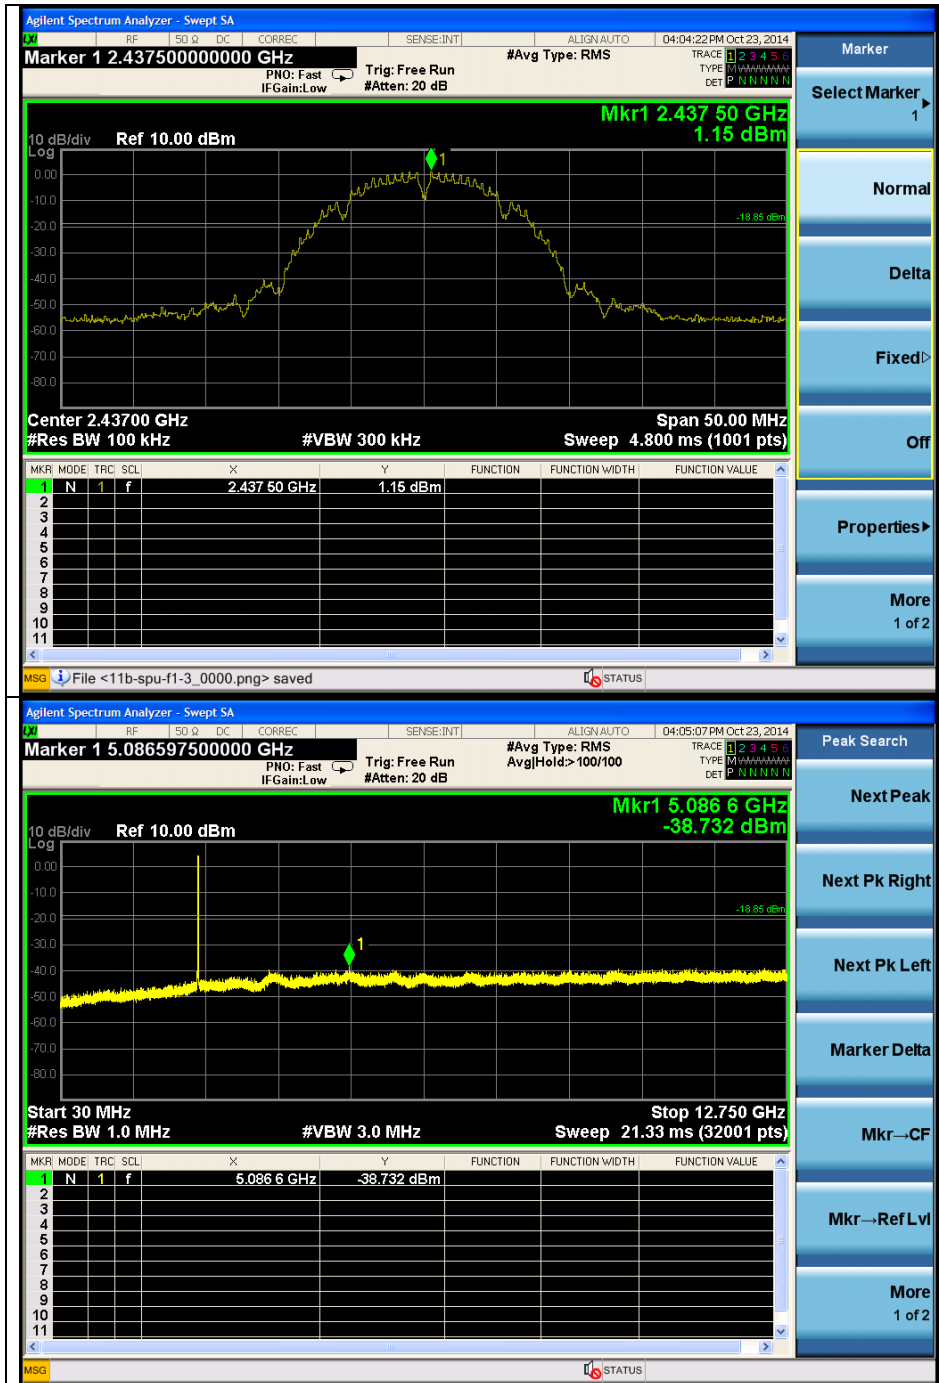 Agilent Spectrum Analyzer - Swept SA
LXI RF 50 Ω DC CORREC SENSE:INT ALIGN AUTO 04:04:22 PM Oct 23, 2014
Marker 1 2.437500000000 GHz
PNO: Fast
IFGain:Low
Trig: Free Run
#Atten: 20 dB
#Avg Type: RMS
TRACE 1 2 3 4 5 6
TYPE M WWWWW
DET P N N N N N
Mkr1 2.437 50 GHz
1.15 dBm
10 dB/div Ref 10.00 dBm
Log
0.00
-10.0
-20.0
-30.0
-40.0
-50.0
-60.0
-70.0
-80.0
1
-18.85 dBm
Center 2.43700 GHz Span 50.00 MHz
#Res BW 100 kHz #VBW 300 kHz Sweep 4.800 ms (1001 pts)
MKR MODE TRC SCL X Y FUNCTION FUNCTION WIDTH FUNCTION VALUE
1 N 1 f 2.437 50 GHz 1.15 dBm
2
3
4
5
6
7
8
9
10
11
MSG File <11b-spu-f1-3_0000.png> saved STATUS
Marker
Select Marker
1
Normal
Delta
Fixed
Off
Properties
More
1 of 2
Agilent Spectrum Analyzer - Swept SA
LXI RF 50 Ω DC CORREC SENSE:INT ALIGN AUTO 04:05:07 PM Oct 23, 2014
Marker 1 5.086597500000 GHz
PNO: Fast
IFGain:Low
Trig: Free Run
#Atten: 20 dB
#Avg Type: RMS
Avg|Hold:>100/100
TRACE 1 2 3 4 5 6
TYPE M WWWWW
DET P N N N N N
Mkr1 5.086 6 GHz
-38.732 dBm
10 dB/div Ref 10.00 dBm
Log
0.00
-10.0
-20.0
-30.0
-40.0
-50.0
-60.0
-70.0
-80.0
1
-18.85 dBm
Start 30 MHz Stop 12.750 GHz
#Res BW 1.0 MHz #VBW 3.0 MHz Sweep 21.33 ms (32001 pts)
MKR MODE TRC SCL X Y FUNCTION FUNCTION WIDTH FUNCTION VALUE
1 N 1 f 5.086 6 GHz -38.732 dBm
2
3
4
5
6
7
8
9
10
11
MSG STATUS
Peak Search
Next Peak
Next Pk Right
Next Pk Left
Marker Delta
Mkr→CF
Mkr→Ref Lvl
More
1 of 2